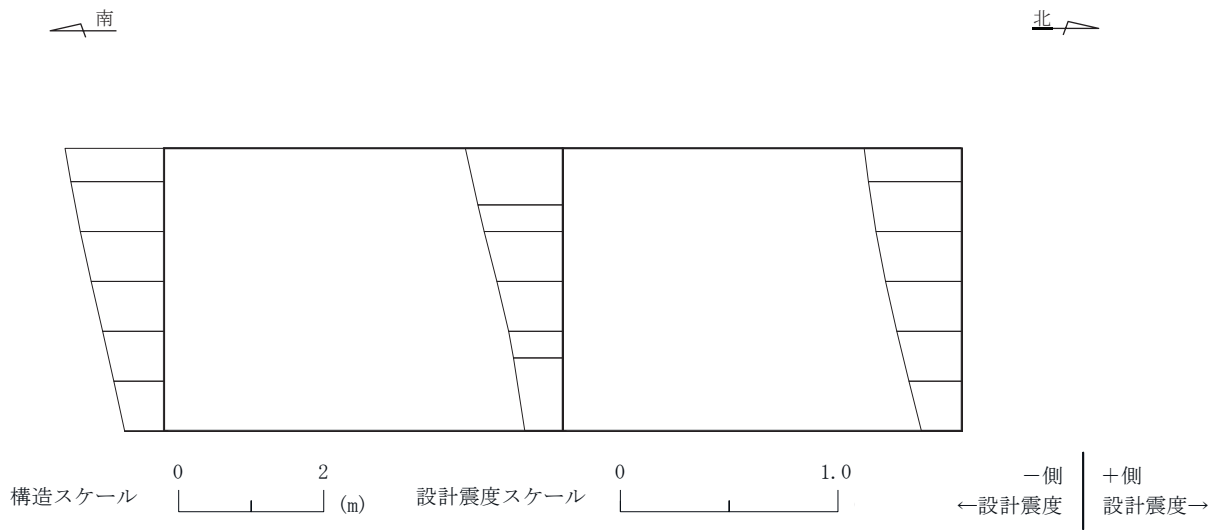 南
北
0 2
構造スケール (m)
0 1.0
設計震度スケール
－側 ＋側
←設計震度 設計震度→